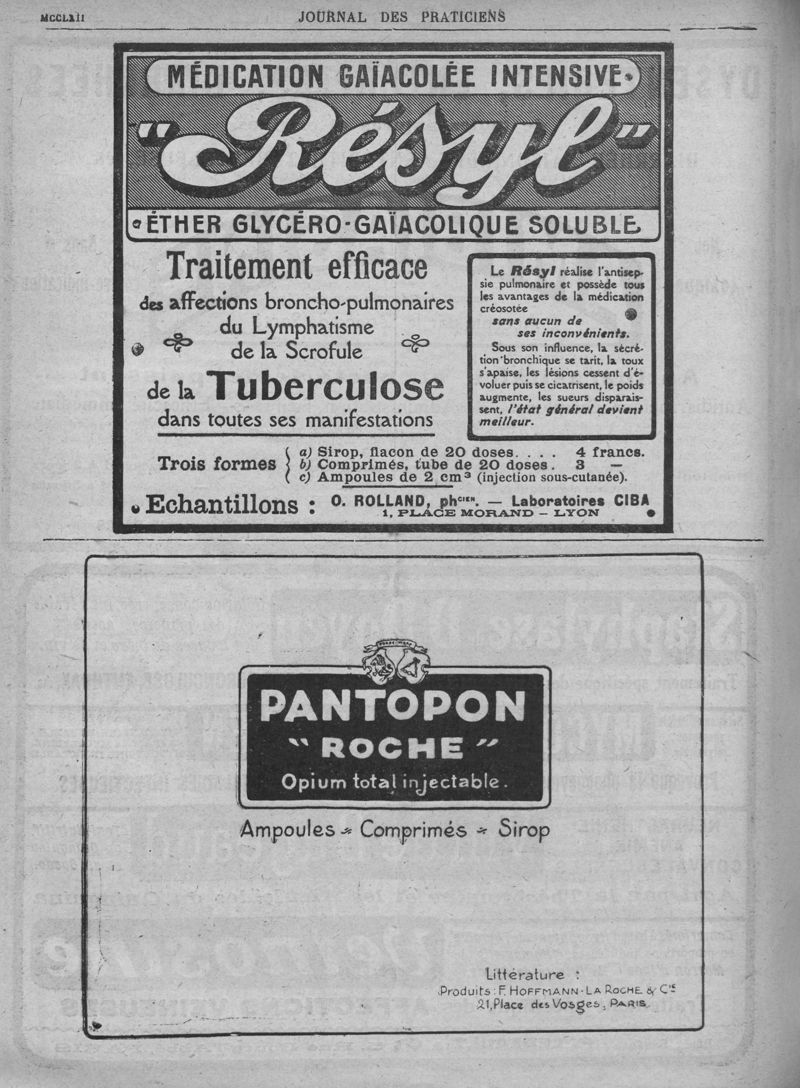 MCCLXII
JOURNAL DES PRATICIENS
MÉDICATION GAÏACOLÉE INTENSIVE
"Résyl"
ÉTHER GLYCÉRO-GAÏACOLIQUE SOLUBLE
Traitement efficace
des affections broncho-pulmonaires
du Lymphatisme
de la Scrofule
de la Tuberculose
dans toutes ses manifestations
Le Résyl réalise l'antisep-
sie pulmonaire et possède tous
les avantages de la médication
créosotée
sans aucun de
ses inconvénients.
Sous son influence, la sécré-
tion bronchique se tarit, la toux
s'apaise, les lésions cessent d'é-
voluer puis se cicatrisent, le poids
augmente, les sueurs disparais-
sent, l'état général devient
meilleur.
Trois formes
a) Sirop, flacon de 20 doses. . . . 4 francs.
b) Comprimés, tube de 20 doses. 3 —
c) Ampoules de 2 cm³ (injection sous-cutanée).
Echantillons :
O. ROLLAND, phcien. — Laboratoires CIBA
1, PLACE MORAND — LYON
PANTOPON
"ROCHE"
Opium total injectable.
Ampoules - Comprimés - Sirop
Littérature :
Produits : F. HOFFMANN-LA ROCHE & Cie
21, Place des Vosges, PARIS.